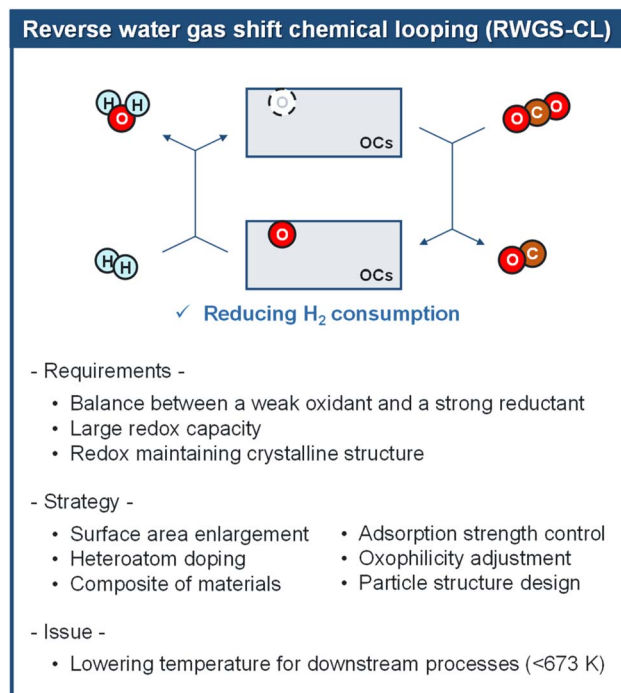 Reverse water gas shift chemical looping (RWGS-CL)
H H O
O
OCs
O C O
H H
O
OCs
O C
✓ Reducing H₂ consumption
- Requirements -
• Balance between a weak oxidant and a strong reductant
• Large redox capacity
• Redox maintaining crystalline structure
- Strategy -
• Surface area enlargement • Adsorption strength control
• Heteroatom doping • Oxophilicity adjustment
• Composite of materials • Particle structure design
- Issue -
• Lowering temperature for downstream processes (<673 K)